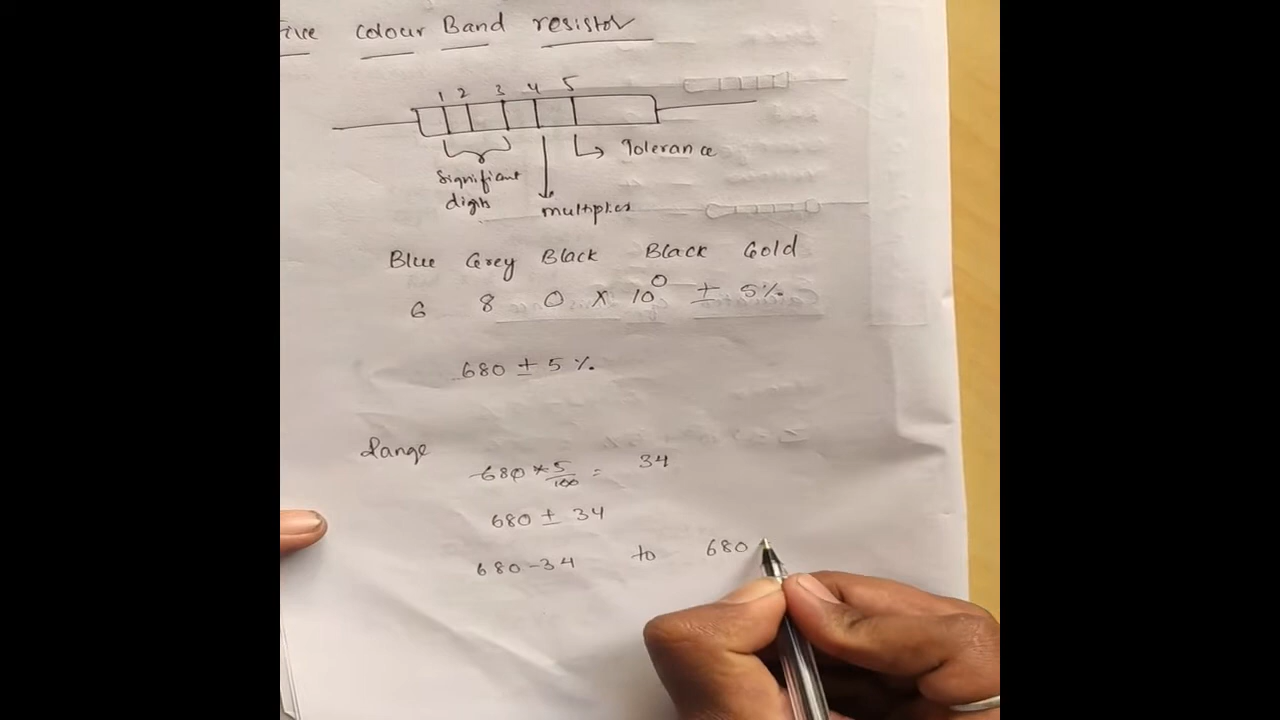 Five Colour Band resistor
1 2 3 4 5
Tolerance
Significant
digits
multiplier
Blue Grey Black Black Gold
6 8 0 x 10⁰ ± 5%
680 ± 5 %
Range
680 * 5/100 = 34
680 ± 34
680 - 34 to 680